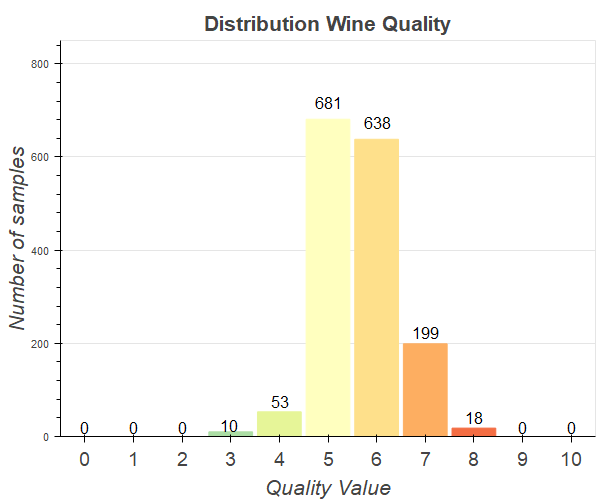 Distribution Wine Quality
Number of samples
800
600
400
200
0
0 0 0 10 53 681 638 199 18 0 0
0 1 2 3 4 5 6 7 8 9 10
Quality Value